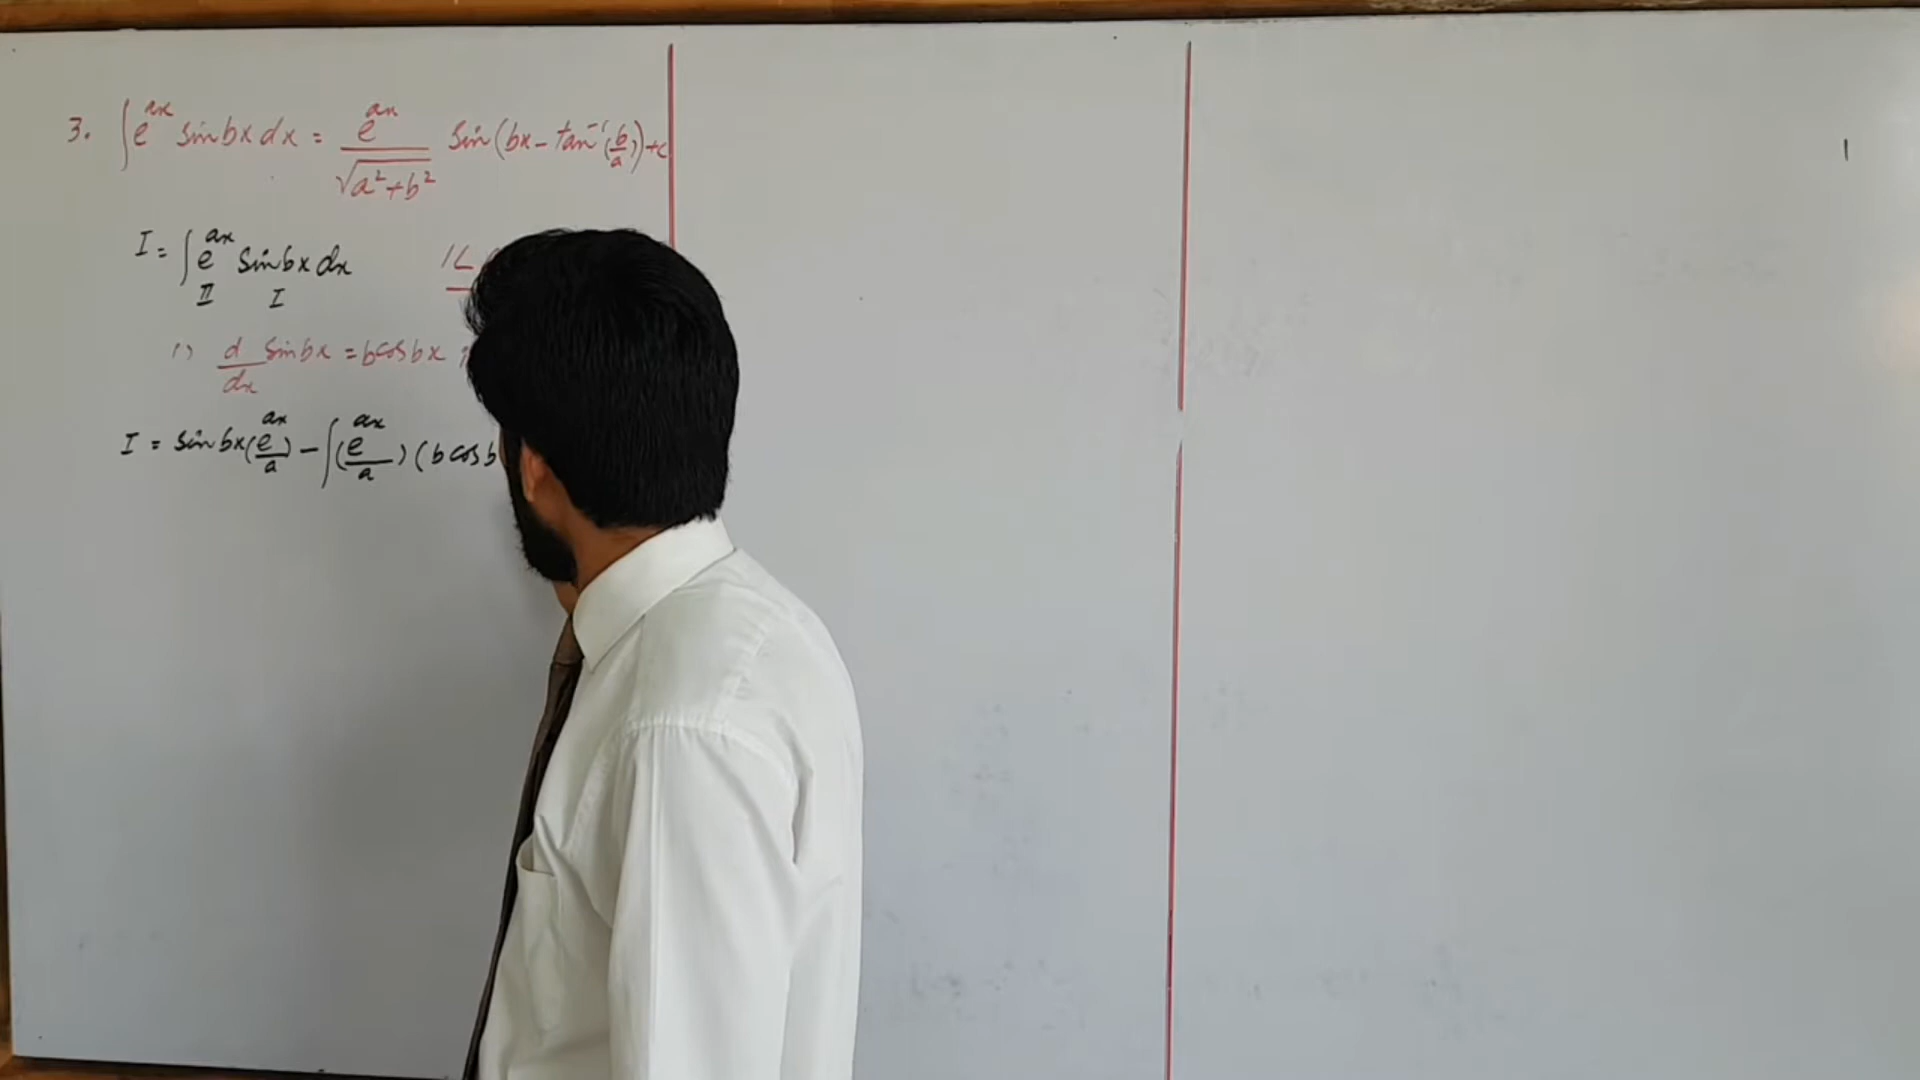 3. ∫e^ax sin bx dx = e^ax / √(a²+b²) sin(bx − tan⁻¹(b/a)) + c
I = ∫e^ax sin bx dx
II I
∵ d/dx sin bx = b cos bx
I = sin bx (e^ax / a) − ∫(e^ax / a) (b cos b